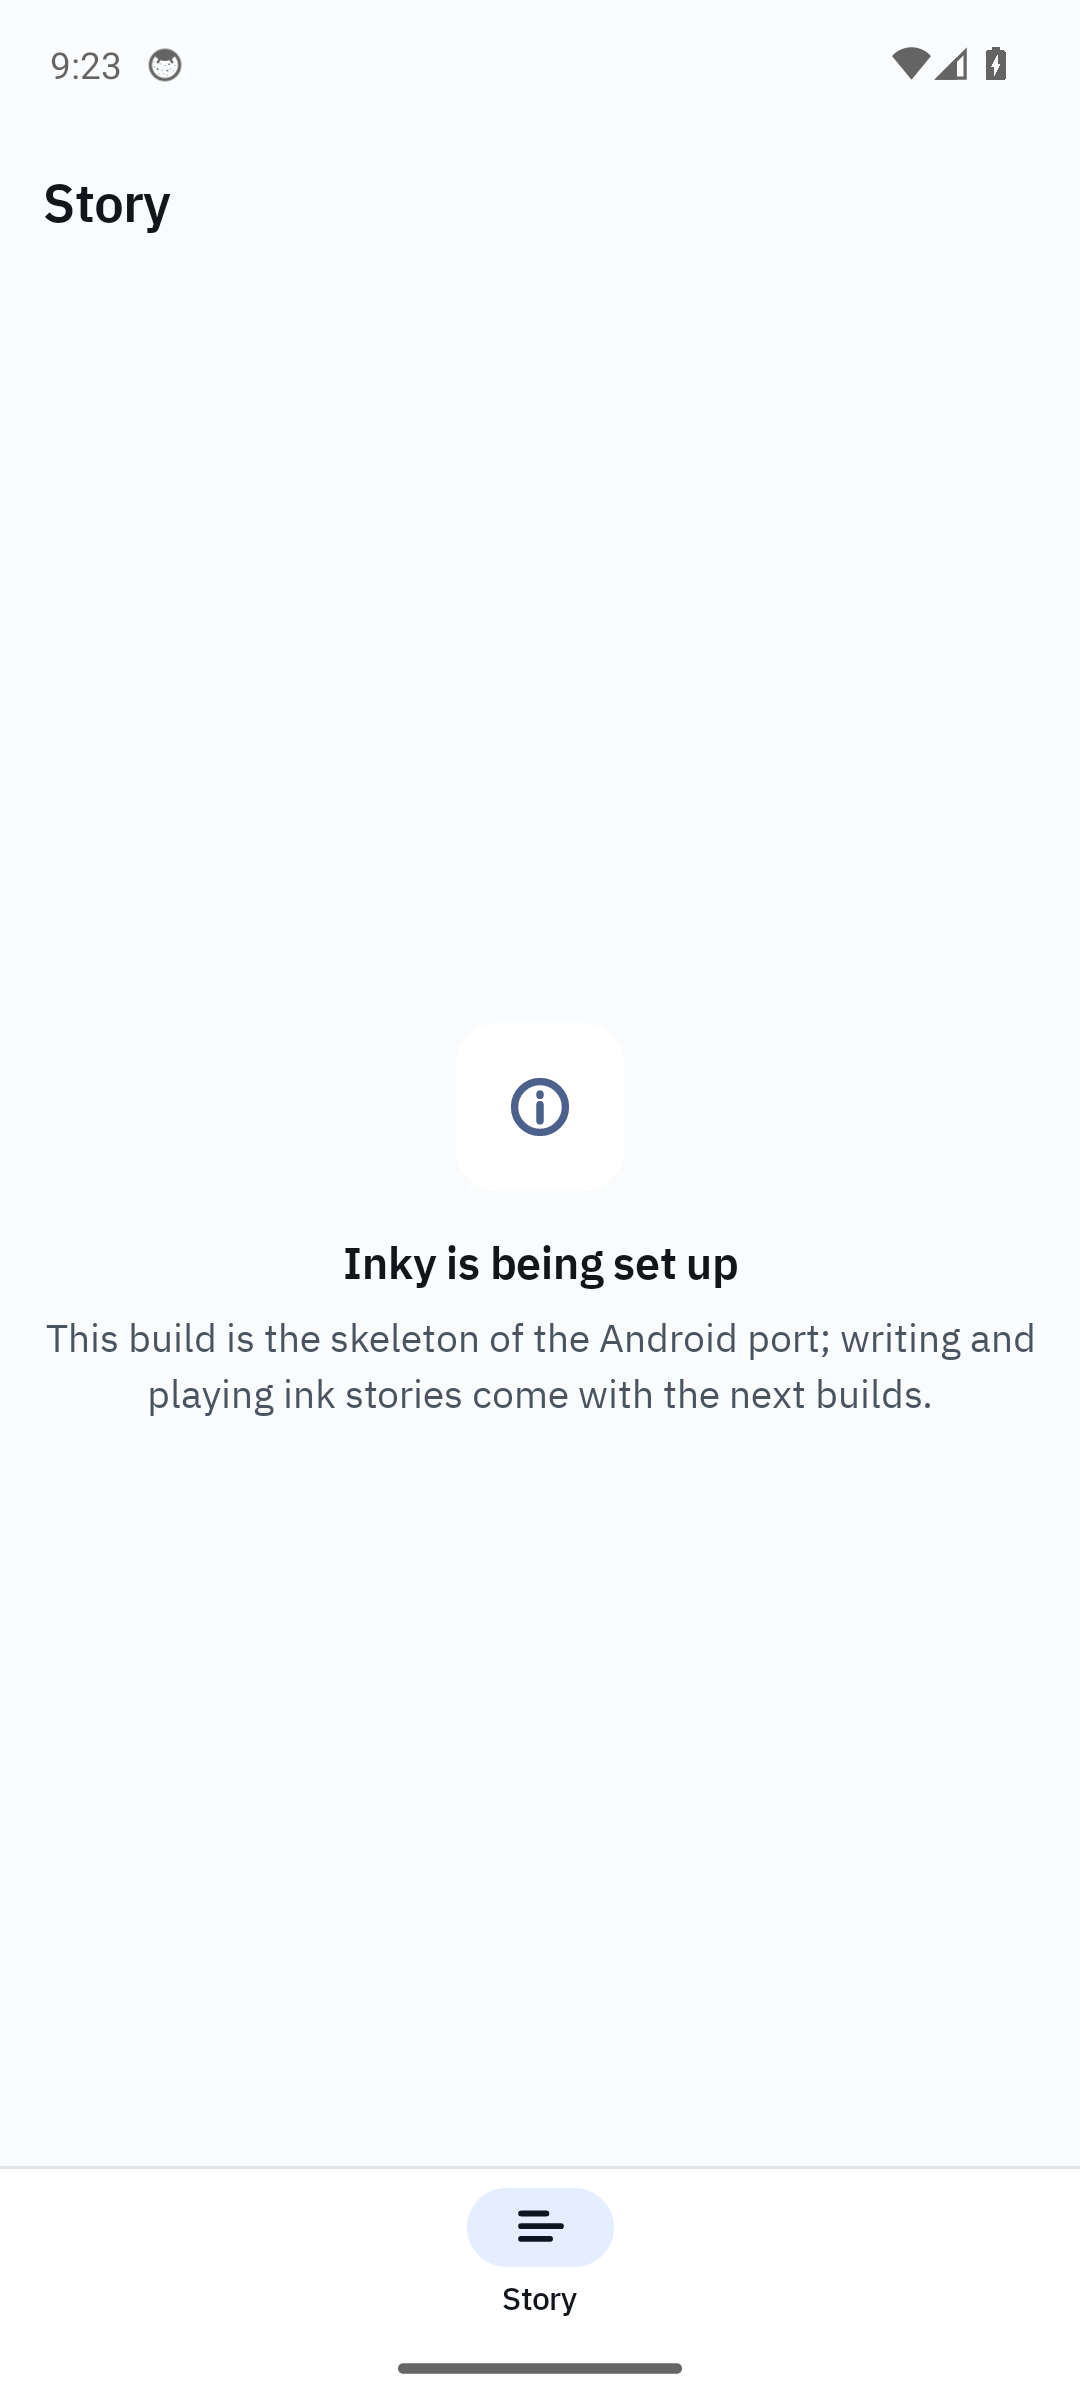 9:23
Story
Inky is being set up
This build is the skeleton of the Android port; writing and
playing ink stories come with the next builds.
Story